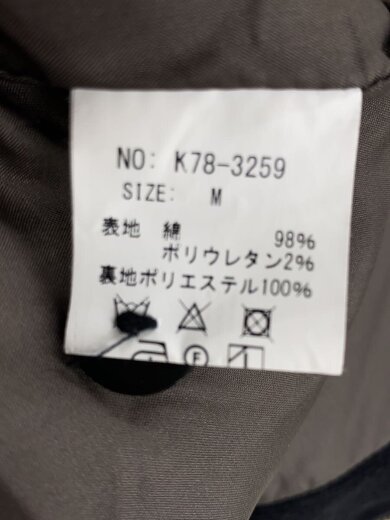 NO: K78-3259
SIZE: M
表地 綿 98%
ポリウレタン2%
裏地ポリエステル100%
F